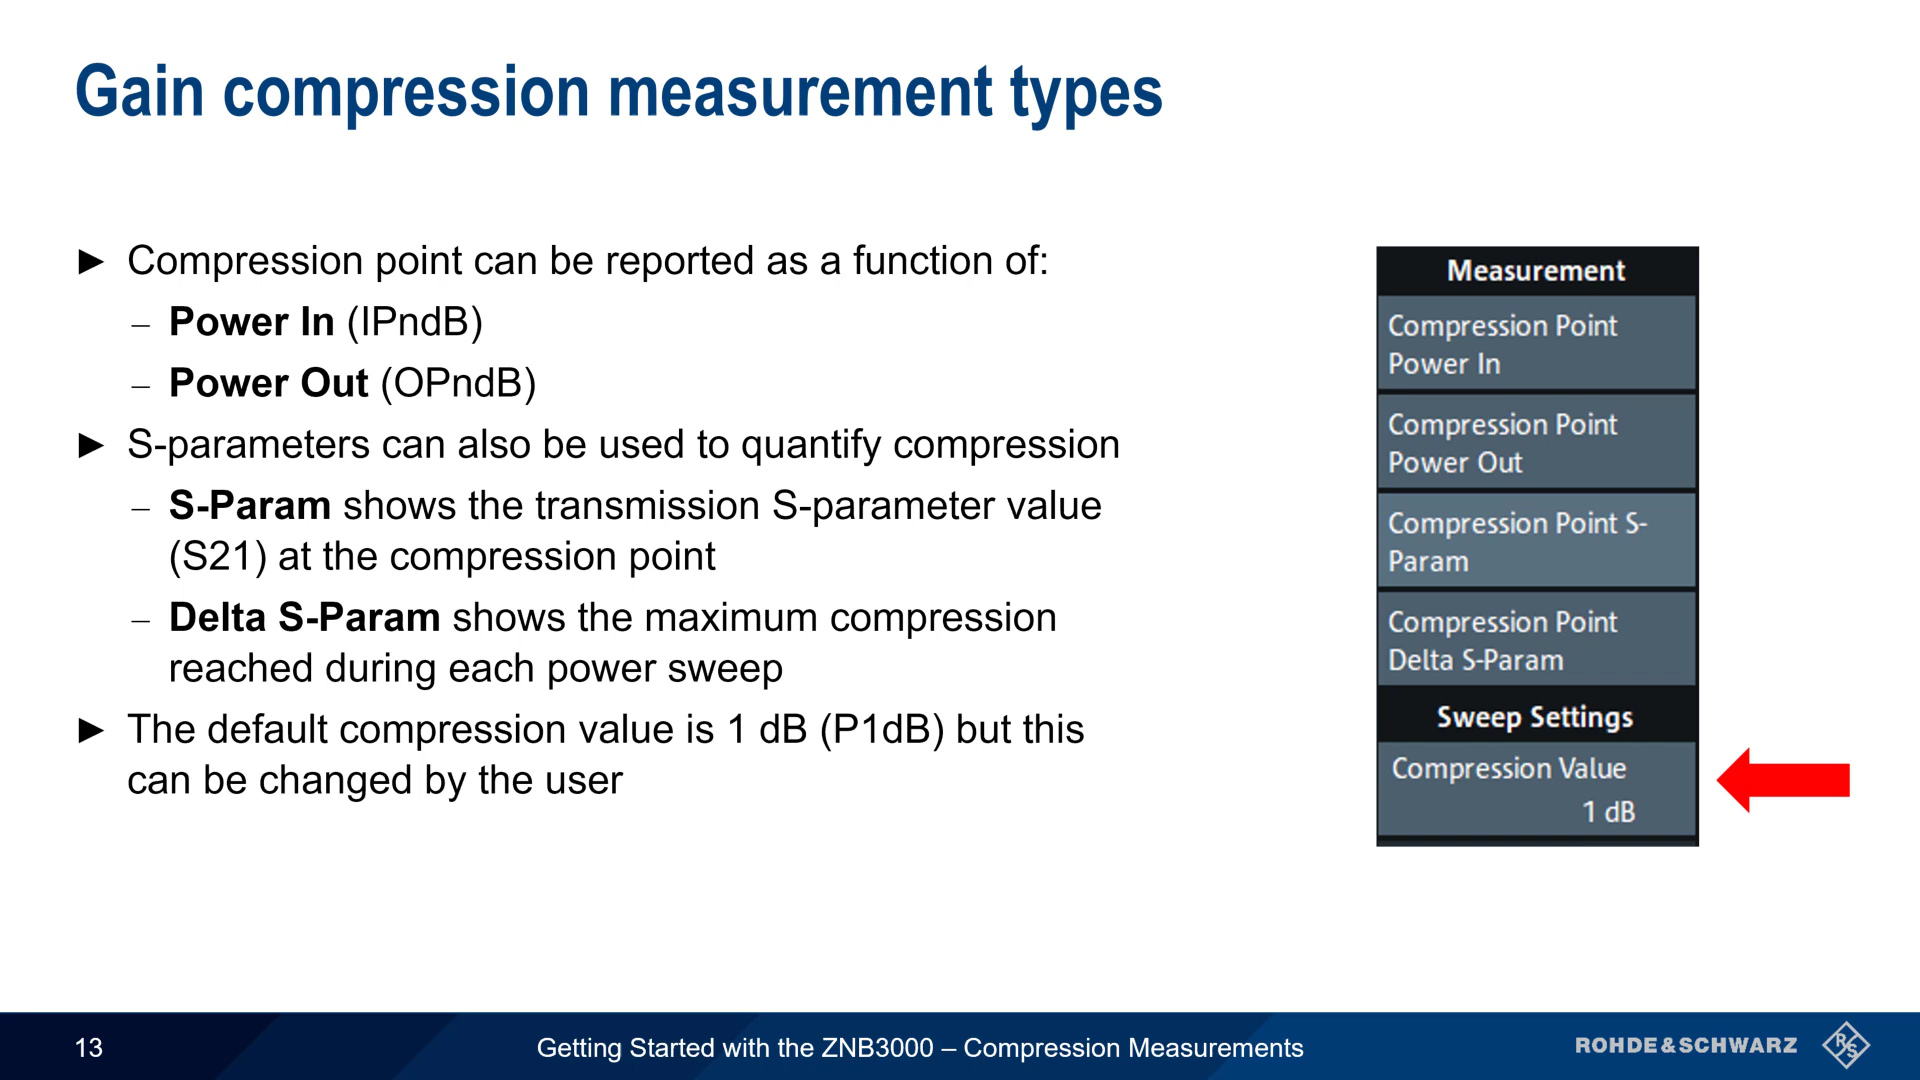 Gain compression measurement types
► Compression point can be reported as a function of:
– Power In (IPndB)
– Power Out (OPndB)
► S-parameters can also be used to quantify compression
– S-Param shows the transmission S-parameter value
(S21) at the compression point
– Delta S-Param shows the maximum compression
reached during each power sweep
► The default compression value is 1 dB (P1dB) but this
can be changed by the user
Measurement
Compression Point
Power In
Compression Point
Power Out
Compression Point S-
Param
Compression Point
Delta S-Param
Sweep Settings
Compression Value
1 dB
13
Getting Started with the ZNB3000 – Compression Measurements
ROHDE&SCHWARZ
R&S